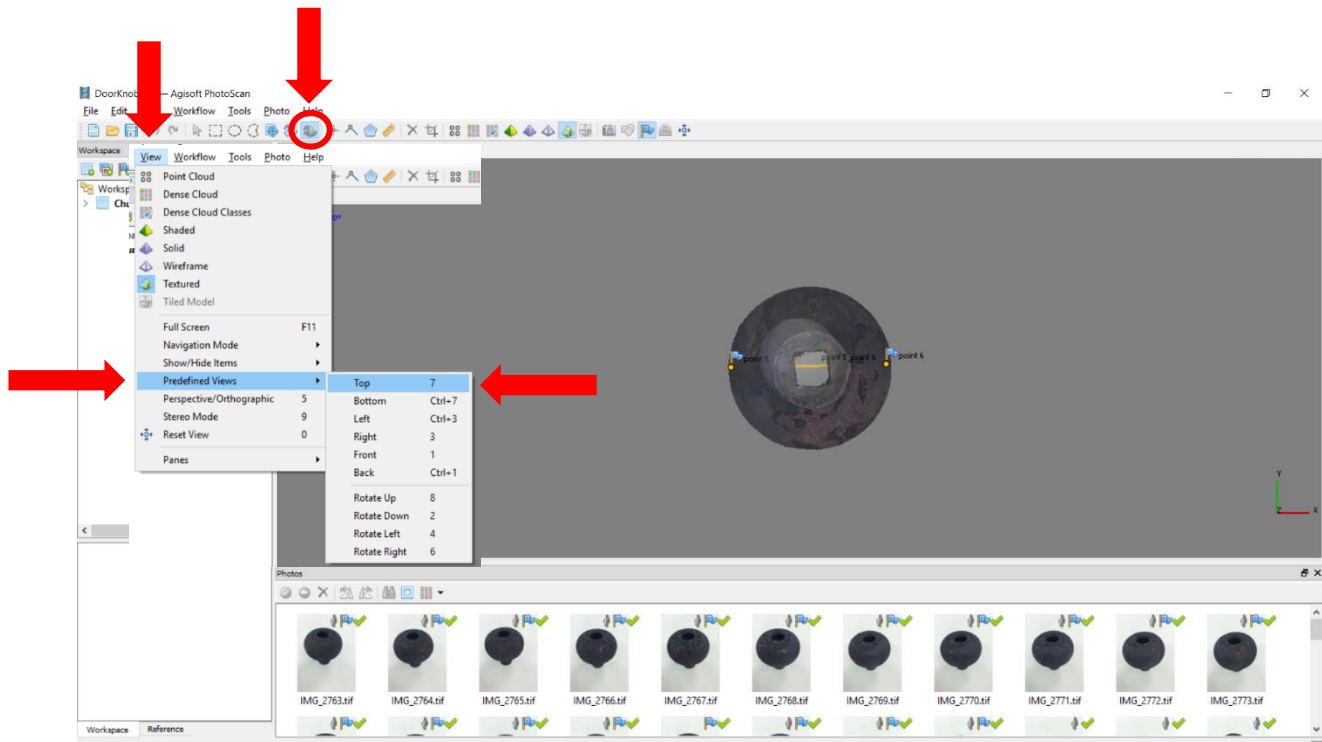 — Agisoft PhotoScan
File Edit Workflow Tools Photo Help
Workspace
View Workflow Tools Photo Help
Point Cloud
Dense Cloud
Dense Cloud Classes
Shaded
Solid
Wireframe
Textured
Tiled Model
Full Screen F11
Navigation Mode
Show/Hide Items
Predefined Views
Perspective/Orthographic 5
Stereo Mode 9
Reset View 0
Panes
Top 7
Bottom Ctrl+7
Left Ctrl+3
Right 3
Front 1
Back Ctrl+1
Rotate Up 8
Rotate Down 2
Rotate Left 4
Rotate Right 6
point 5
point 5_point 6
point 6
Y
Z X
Photos
IMG_2763.tif IMG_2764.tif IMG_2765.tif IMG_2766.tif IMG_2767.tif IMG_2768.tif IMG_2769.tif IMG_2770.tif IMG_2771.tif IMG_2772.tif IMG_2773.tif
Workspace Reference